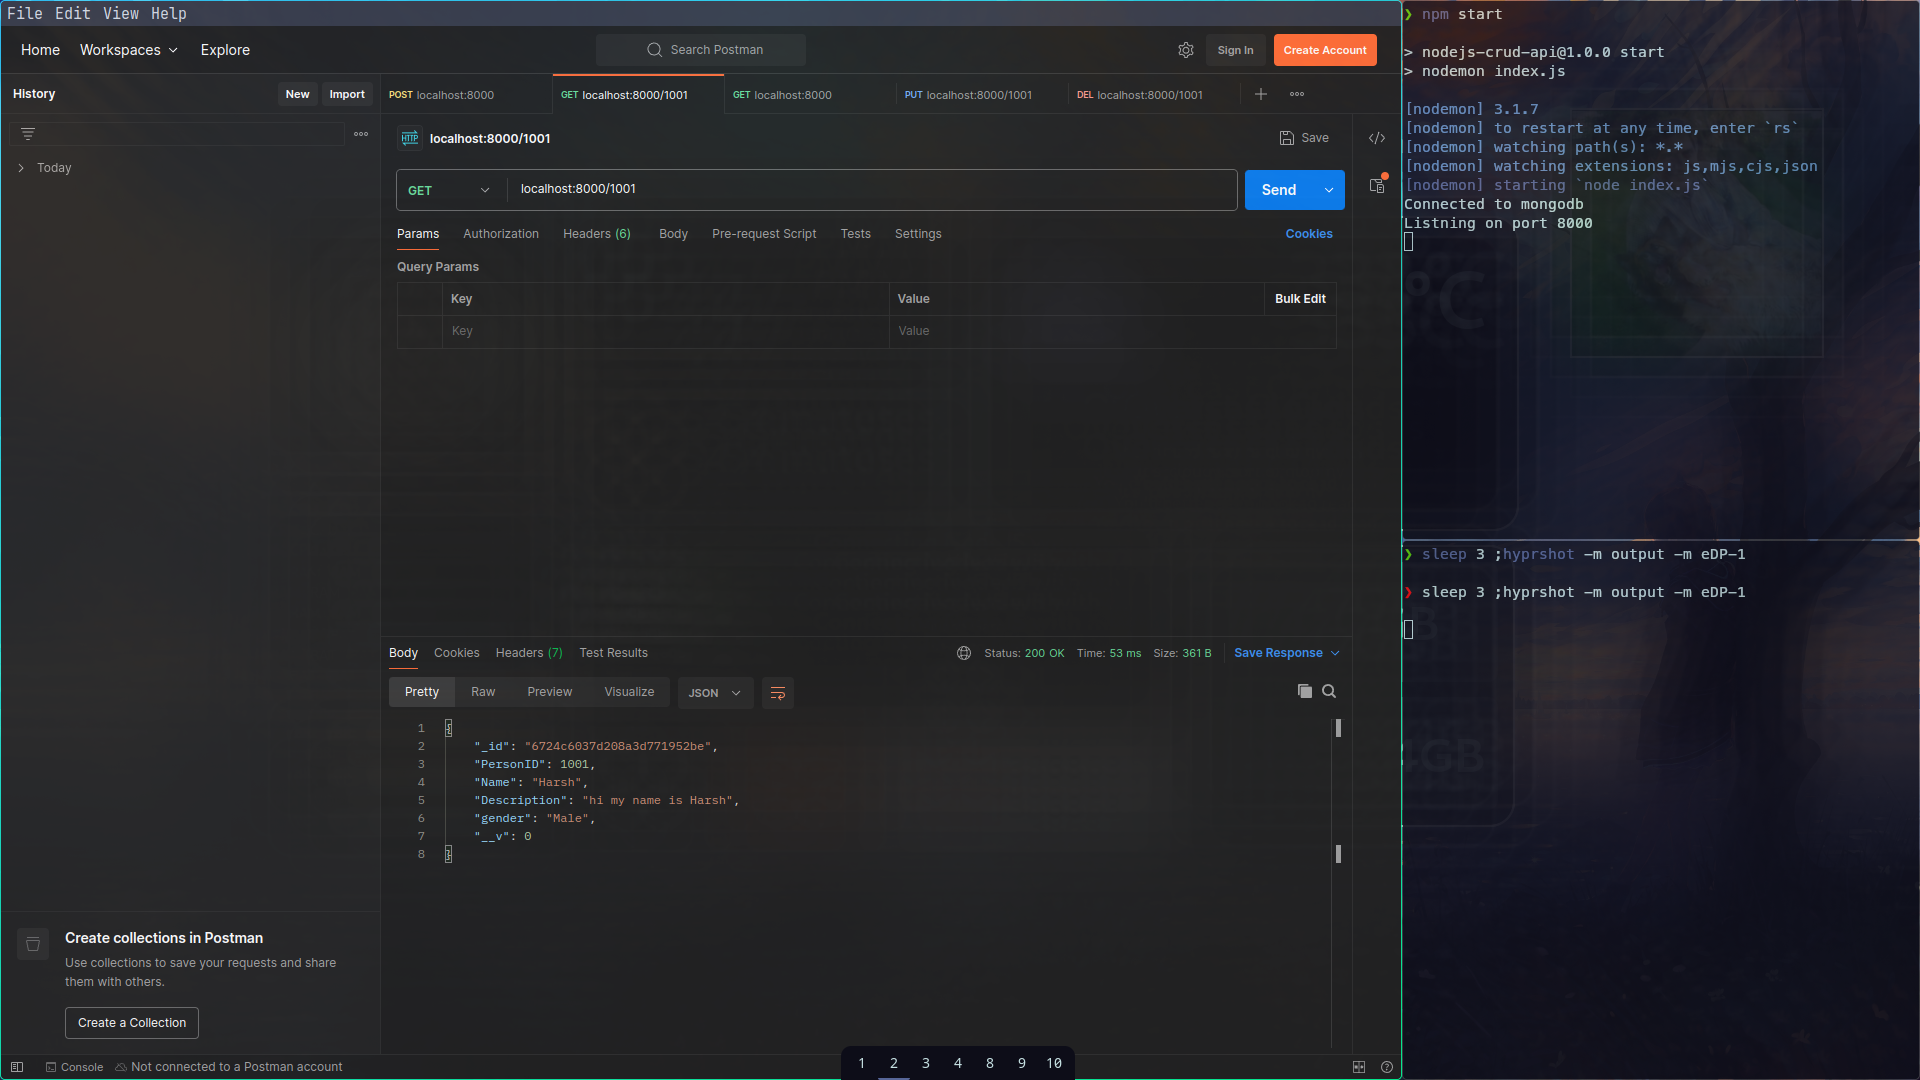 File Edit View Help
Home Workspaces Explore
Search Postman
Sign In
Create Account
History
New
Import
POST localhost:8000
GET localhost:8000/1001
GET localhost:8000
PUT localhost:8000/1001
DEL localhost:8000/1001
Today
HTTP localhost:8000/1001
Save
GET
localhost:8000/1001
Send
Params Authorization Headers (6) Body Pre-request Script Tests Settings
Cookies
Query Params
Key Value Bulk Edit
Key Value
Body Cookies Headers (7) Test Results
Status: 200 OK Time: 53 ms Size: 361 B
Save Response
Pretty Raw Preview Visualize
JSON
1 {
2 "_id": "6724c6037d208a3d771952be",
3 "PersonID": 1001,
4 "Name": "Harsh",
5 "Description": "hi my name is Harsh",
6 "gender": "Male",
7 "__v": 0
8 }
Create collections in Postman
Use collections to save your requests and share
them with others.
Create a Collection
Console
Not connected to a Postman account
1 2 3 4 8 9 10
❯ npm start
> nodejs-crud-api@1.0.0 start
> nodemon index.js
[nodemon] 3.1.7
[nodemon] to restart at any time, enter `rs`
[nodemon] watching path(s): *.*
[nodemon] watching extensions: js,mjs,cjs,json
[nodemon] starting `node index.js`
Connected to mongodb
Listning on port 8000
°C
❯ sleep 3 ;hyprshot -m output -m eDP-1
❯ sleep 3 ;hyprshot -m output -m eDP-1
GB